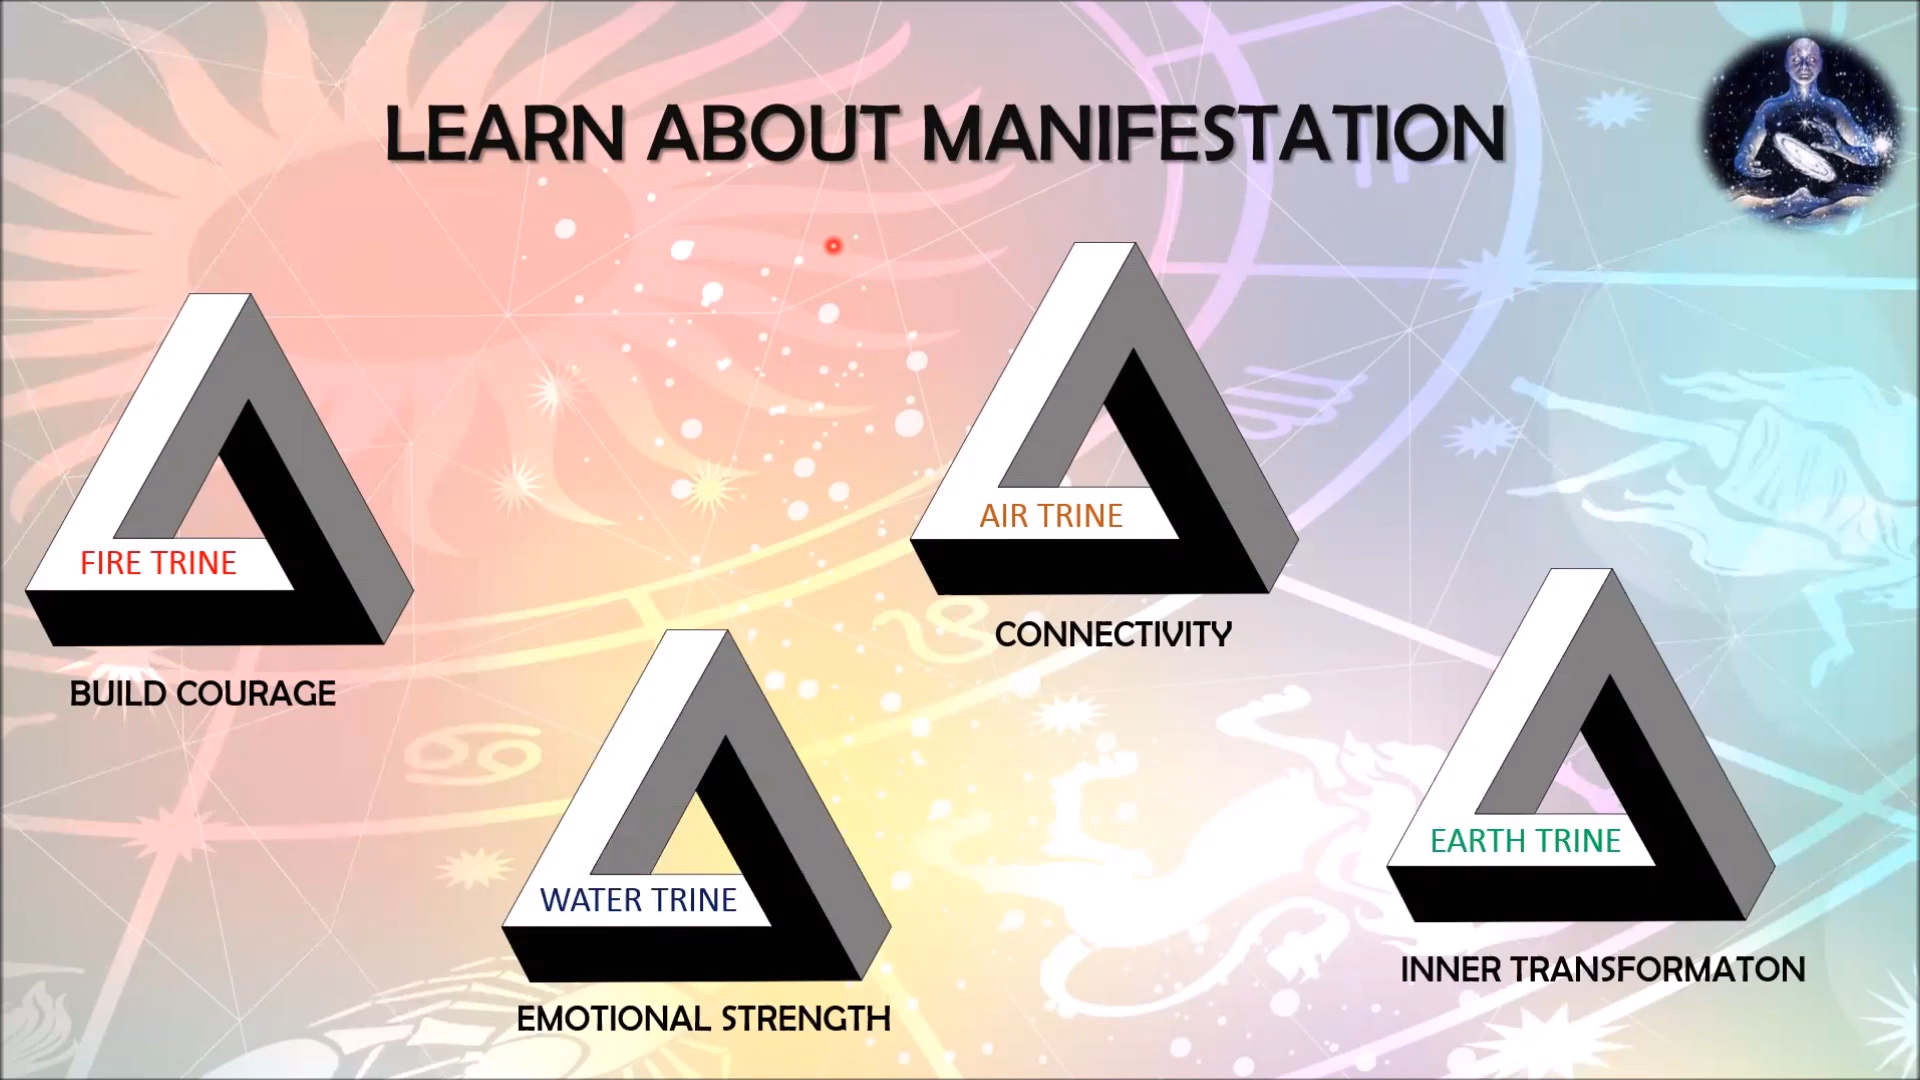 LEARN ABOUT MANIFESTATION
FIRE TRINE
BUILD COURAGE
WATER TRINE
EMOTIONAL STRENGTH
AIR TRINE
CONNECTIVITY
EARTH TRINE
INNER TRANSFORMATON